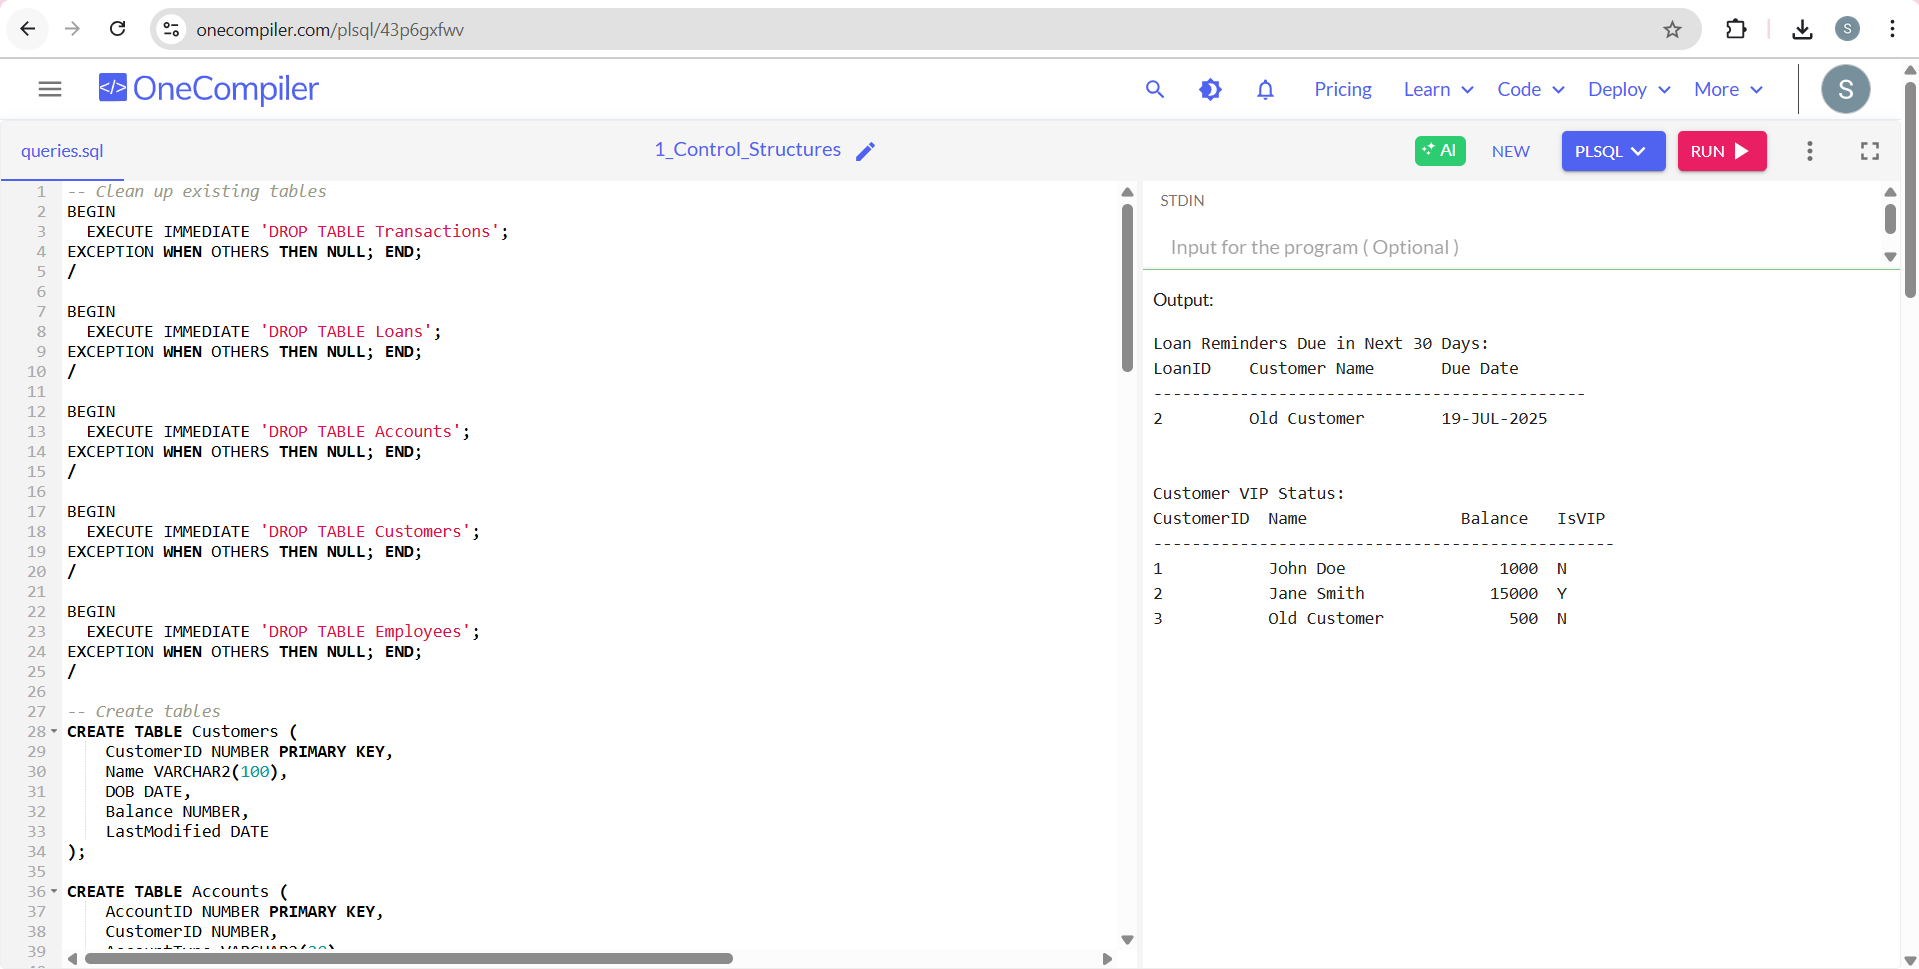 onecompiler.com/plsql/43p6gxfwv
S
</> OneCompiler
Pricing Learn Code Deploy More
S
queries.sql
1_Control_Structures
AI NEW PLSQL RUN
1 -- Clean up existing tables
2 BEGIN
3 EXECUTE IMMEDIATE 'DROP TABLE Transactions';
4 EXCEPTION WHEN OTHERS THEN NULL; END;
5 /
6
7 BEGIN
8 EXECUTE IMMEDIATE 'DROP TABLE Loans';
9 EXCEPTION WHEN OTHERS THEN NULL; END;
10 /
11
12 BEGIN
13 EXECUTE IMMEDIATE 'DROP TABLE Accounts';
14 EXCEPTION WHEN OTHERS THEN NULL; END;
15 /
16
17 BEGIN
18 EXECUTE IMMEDIATE 'DROP TABLE Customers';
19 EXCEPTION WHEN OTHERS THEN NULL; END;
20 /
21
22 BEGIN
23 EXECUTE IMMEDIATE 'DROP TABLE Employees';
24 EXCEPTION WHEN OTHERS THEN NULL; END;
25 /
26
27 -- Create tables
28 CREATE TABLE Customers (
29 CustomerID NUMBER PRIMARY KEY,
30 Name VARCHAR2(100),
31 DOB DATE,
32 Balance NUMBER,
33 LastModified DATE
34 );
35
36 CREATE TABLE Accounts (
37 AccountID NUMBER PRIMARY KEY,
38 CustomerID NUMBER,
39 AccountType VARCHAR2(20)
STDIN
Input for the program ( Optional )
Output:
Loan Reminders Due in Next 30 Days:
LoanID Customer Name Due Date
---------------------------------------------
2 Old Customer 19-JUL-2025
Customer VIP Status:
CustomerID Name Balance IsVIP
------------------------------------------------
1 John Doe 1000 N
2 Jane Smith 15000 Y
3 Old Customer 500 N